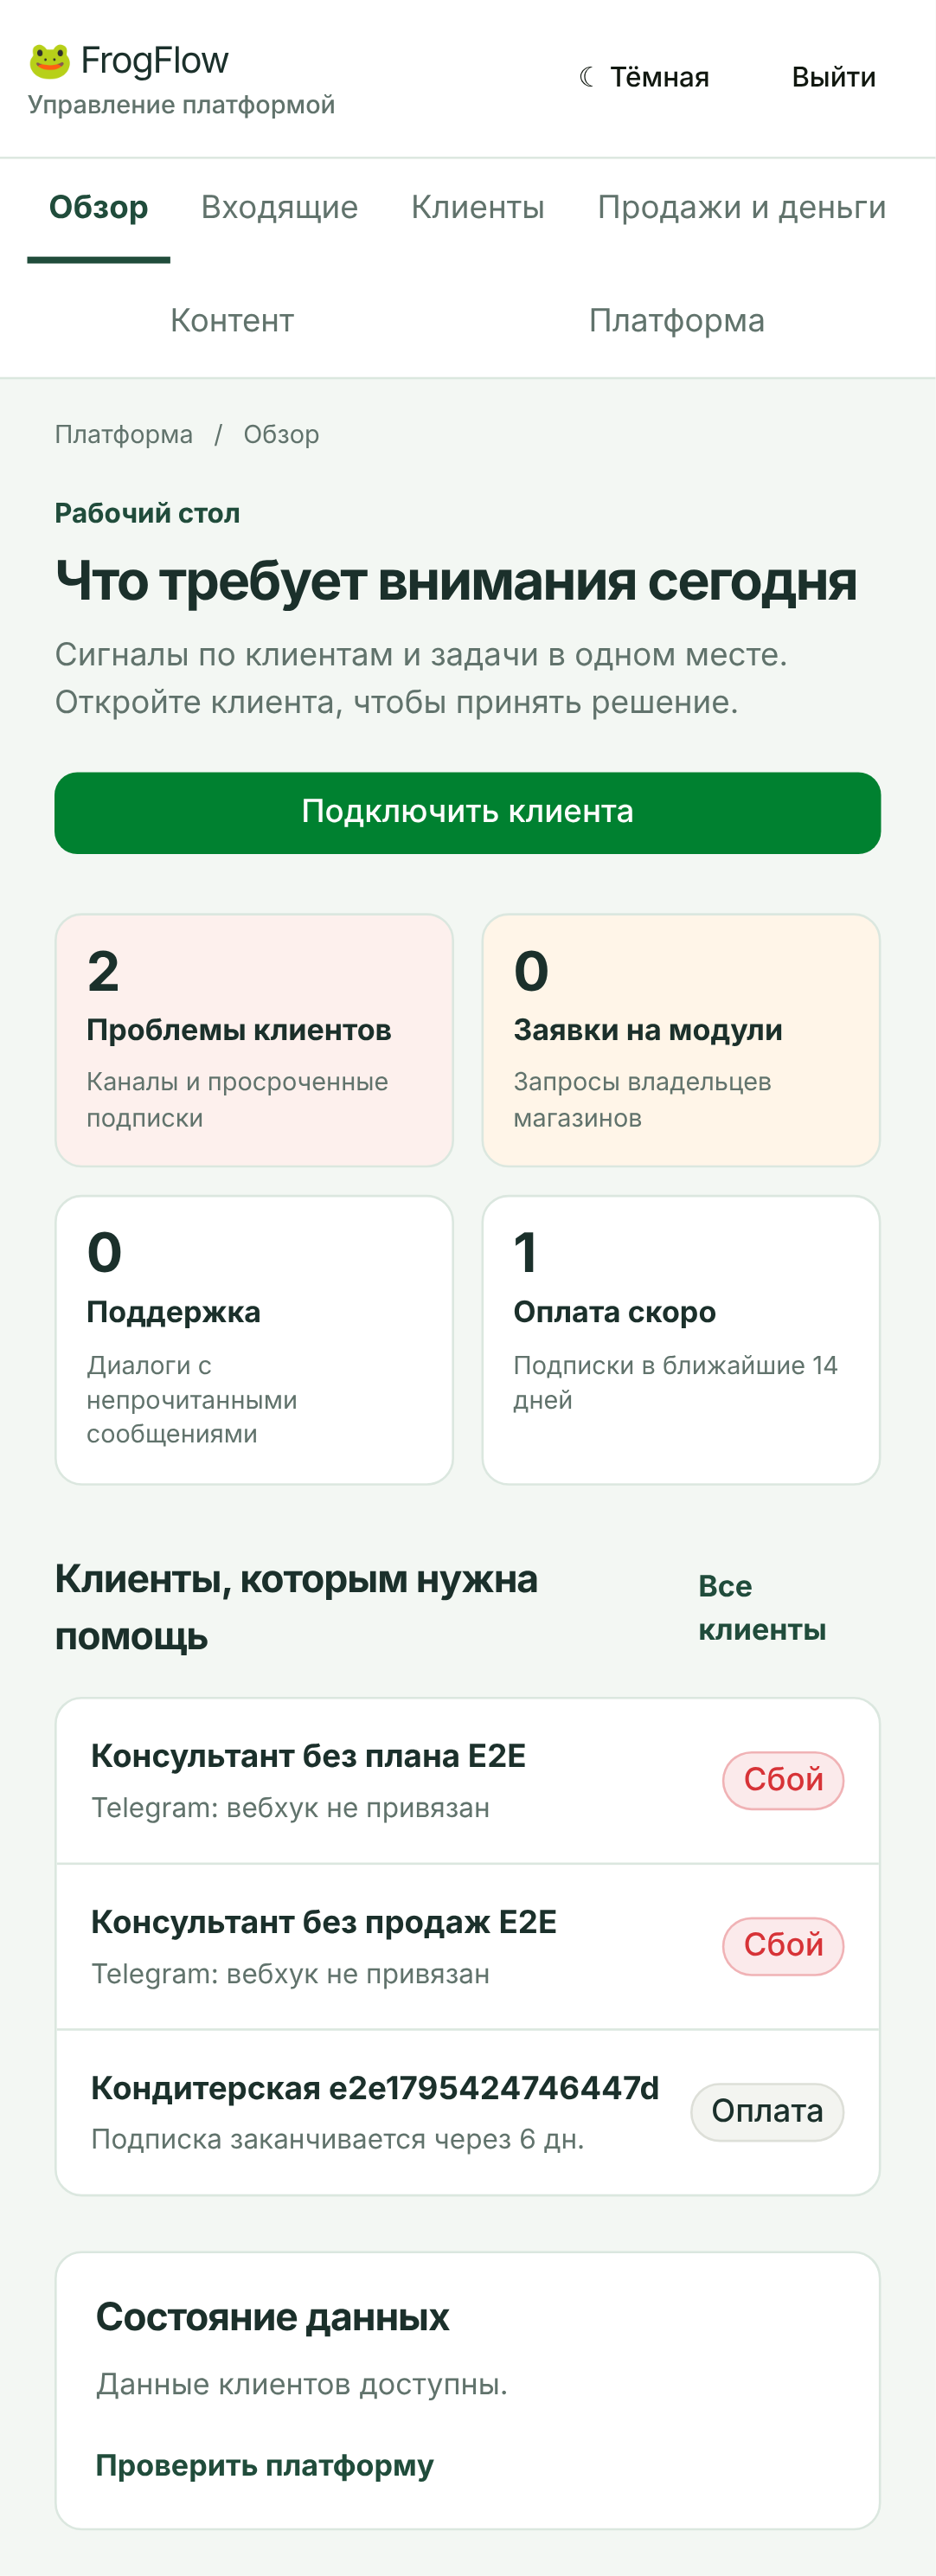 🐸 FrogFlow
Управление платформой
☾ Тёмная
Выйти
Обзор
Входящие
Клиенты
Продажи и деньги
Контент
Платформа
Платформа / Обзор
Рабочий стол
Что требует внимания сегодня
Сигналы по клиентам и задачи в одном месте.
Откройте клиента, чтобы принять решение.
Подключить клиента
2
Проблемы клиентов
Каналы и просроченные
подписки
0
Заявки на модули
Запросы владельцев
магазинов
0
Поддержка
Диалоги с
непрочитанными
сообщениями
1
Оплата скоро
Подписки в ближайшие 14
дней
Клиенты, которым нужна
помощь
Все
клиенты
Консультант без плана E2E
Telegram: вебхук не привязан
Сбой
Консультант без продаж E2E
Telegram: вебхук не привязан
Сбой
Кондитерская e2e1795424746447d
Подписка заканчивается через 6 дн.
Оплата
Состояние данных
Данные клиентов доступны.
Проверить платформу